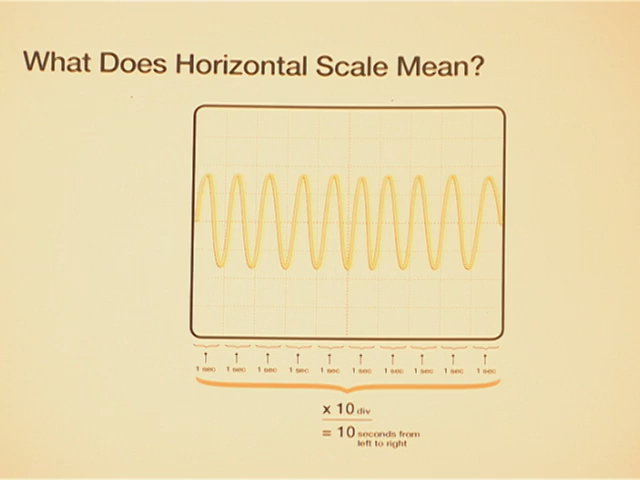 What Does Horizontal Scale Mean?
1 sec 1 sec 1 sec 1 sec 1 sec 1 sec 1 sec 1 sec 1 sec 1 sec
x 10 div
= 10 seconds from
left to right